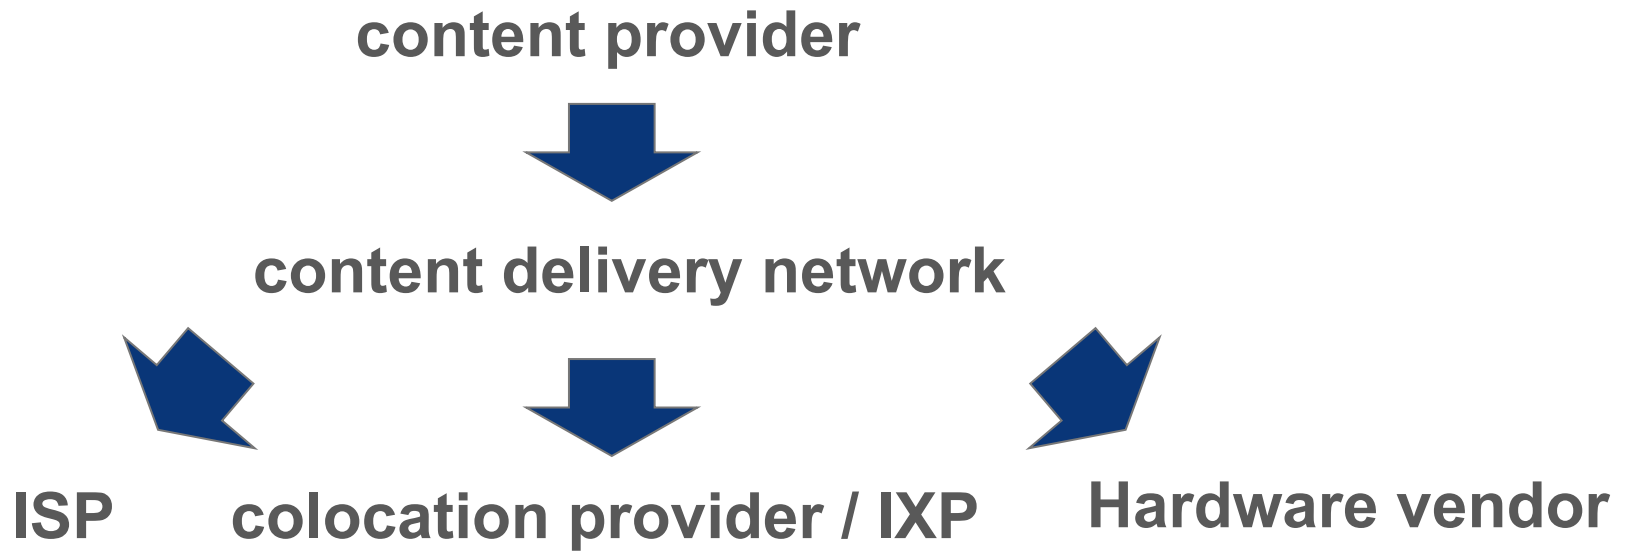 content provider
content delivery network
ISP
colocation provider / IXP
Hardware vendor